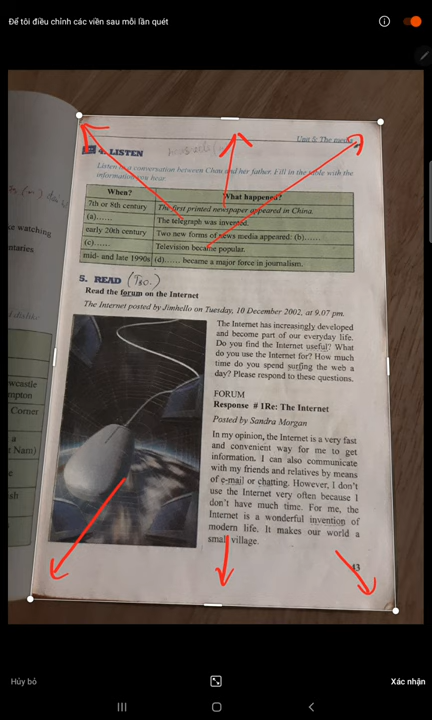 Để tôi điều chỉnh các viền sau mỗi lần quét
Unit 5: The media
4. LISTEN
Listen to a conversation between Chau and her father. Fill in the table with the
information you hear.
When? What happened?
7th or 8th century The first printed newspaper appeared in China.
(a)...... The telegraph was invented.
early 20th century Two new forms of news media appeared: (b)......
(c)...... Television became popular.
mid- and late 1990s (d)...... became a major force in journalism.
5. READ
Read the forum on the Internet
The Internet posted by Jimhello on Tuesday, 10 December 2002, at 9.07 pm.
The Internet has increasingly developed
and become part of our everyday life.
Do you find the Internet useful? What
do you use the Internet for? How much
time do you spend surfing the web a
day? Please respond to these questions.
FORUM
Response # 1Re: The Internet
Posted by Sandra Morgan
In my opinion, the Internet is a very fast
and convenient way for me to get
information. I can also communicate
with my friends and relatives by means
of e-mail or chatting. However, I don't
use the Internet very often because I
don't have much time. For me, the
Internet is a wonderful invention of
modern life. It makes our world a
small village.
43
watching
ntaries.
wcastle
mpton
Corner
a
Nam)
Hủy bỏ
Xác nhận